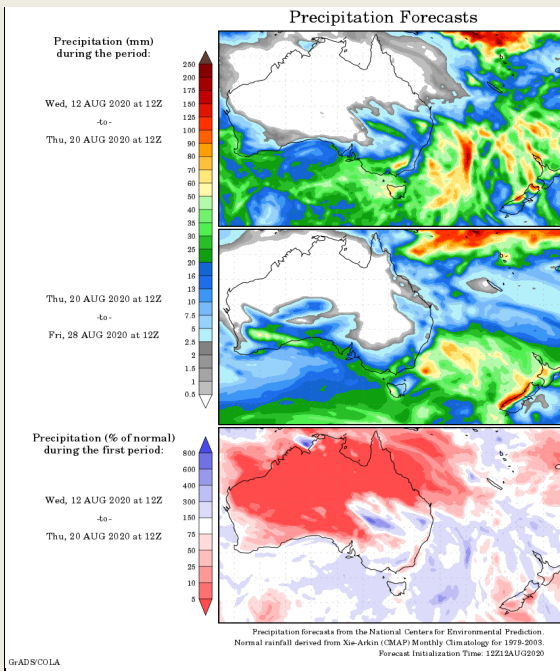 Precipitation Forecasts
Precipitation (mm)
during the period:
Wed, 12 AUG 2020 at 12Z
-to-
Thu, 20 AUG 2020 at 12Z
250
200
175
150
125
100
90
80
70
60
50
45
40
35
30
25
20
16
13
10
7.5
5
2.5
2
1.5
1
0.5
Thu, 20 AUG 2020 at 12Z
-to-
Fri, 28 AUG 2020 at 12Z
Precipitation (% of normal)
during the first period:
Wed, 12 AUG 2020 at 12Z
-to-
Thu, 20 AUG 2020 at 12Z
800
600
400
300
150
75
50
25
10
5
Precipitation forecasts from the National Centers for Environmental Prediction.
Normal rainfall derived from Xie-Arkin (CMAP) Monthly Climatology for 1979-2003.
Forecast Initialization Time: 12Z12AUG2020
GrADS/COLA